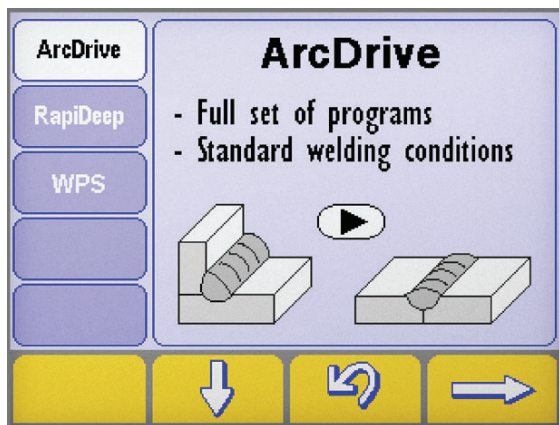 ArcDrive
RapiDeep
WPS
ArcDrive
- Full set of programs
- Standard welding conditions